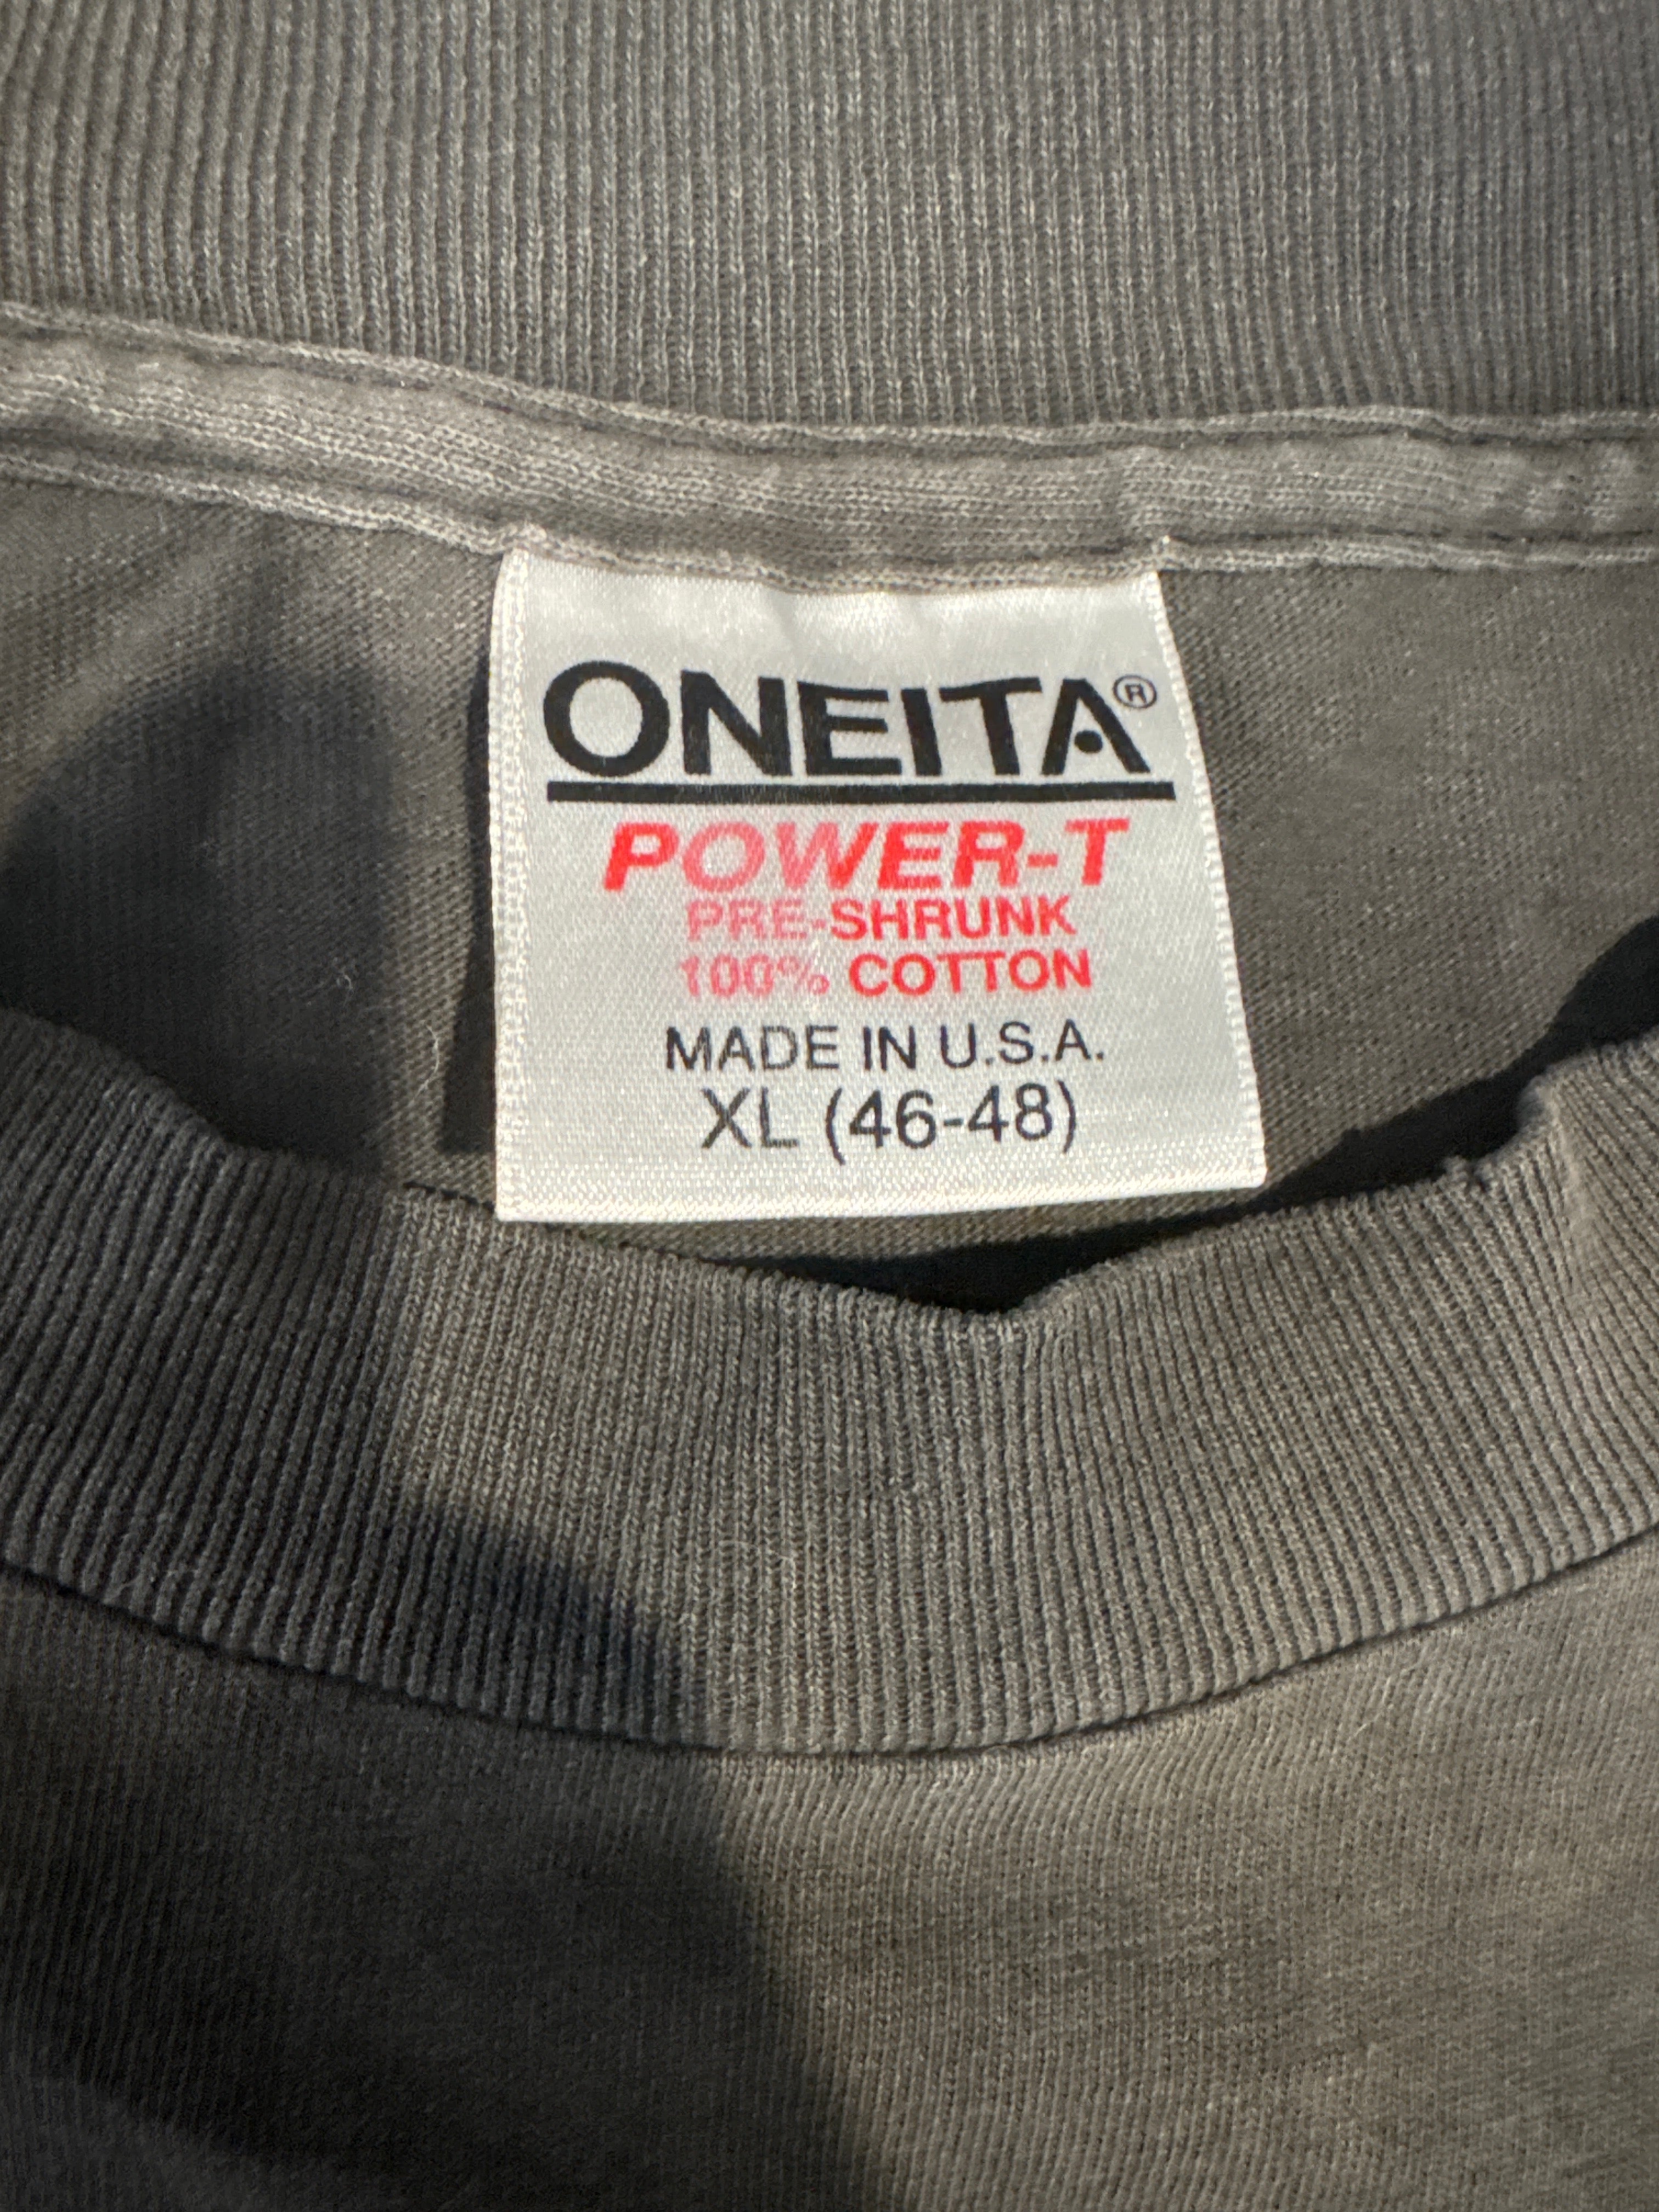 ONEITA®
POWER-T
PRE-SHRUNK
100% COTTON
MADE IN U.S.A.
XL (46-48)